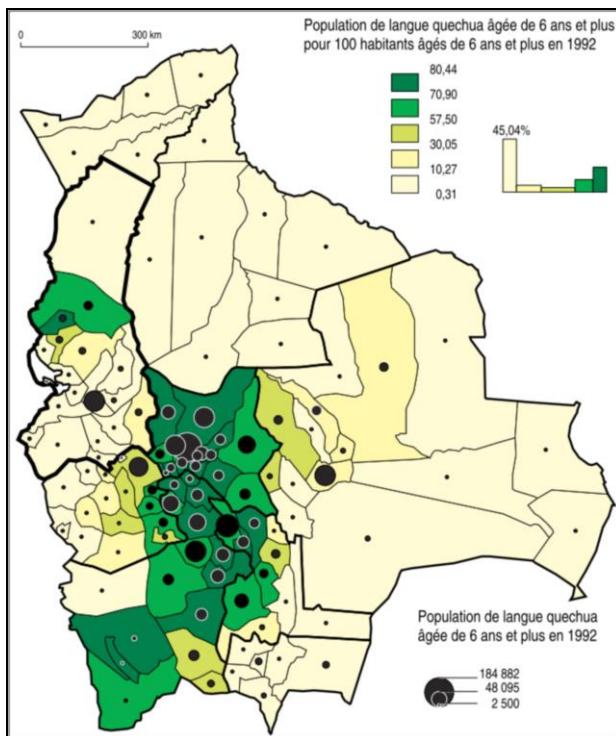 Population de langue quechua âgée de 6 ans et plus
pour 100 habitants âgés de 6 ans et plus en 1992
0 300 km
80,44
70,90
57,50
30,05
10,27
0,31
45,04%
Population de langue quechua
âgée de 6 ans et plus en 1992
184 882
48 095
2 500